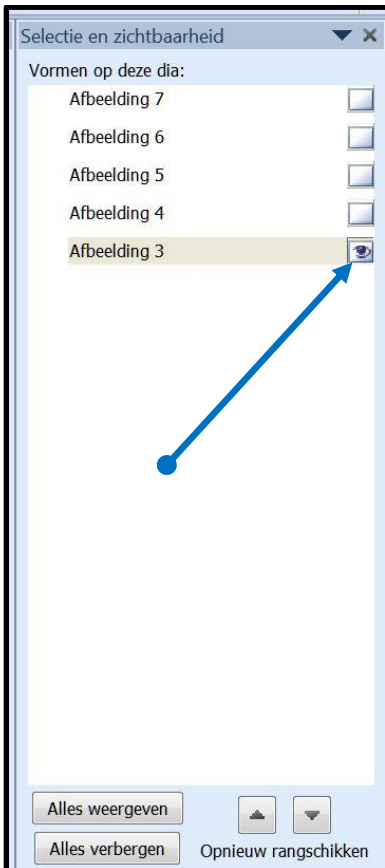 Selectie en zichtbaarheid
Vormen op deze dia:
Afbeelding 7
Afbeelding 6
Afbeelding 5
Afbeelding 4
Afbeelding 3
Alles weergeven
Alles verbergen
Opnieuw rangschikken